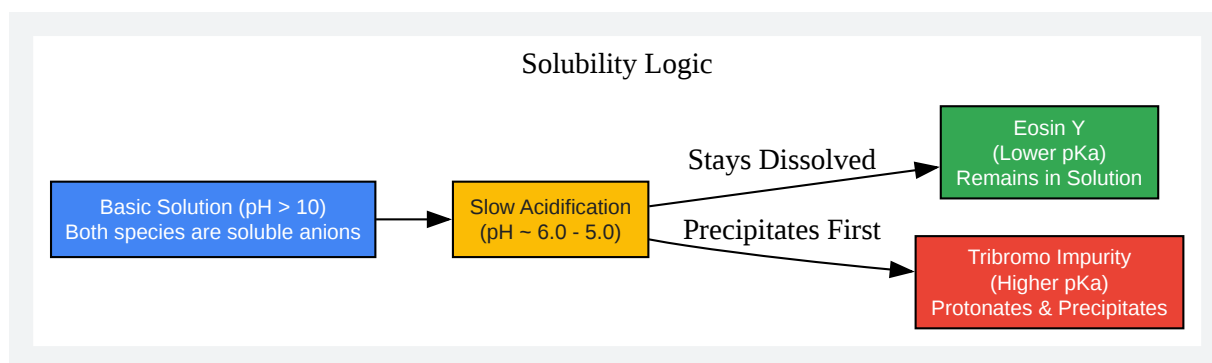 Solubility Logic
Basic Solution (pH > 10)
Both species are soluble anions
Slow Acidification
(pH ~ 6.0 - 5.0)
Stays Dissolved
Precipitates First
Eosin Y
(Lower pKa)
Remains in Solution
Tribromo Impurity
(Higher pKa)
Protonates & Precipitates